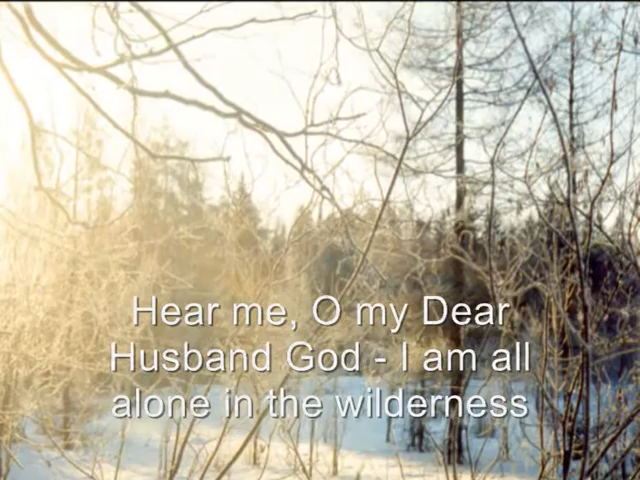 Hear me, O my Dear
Husband God - I am all
alone in the wilderness